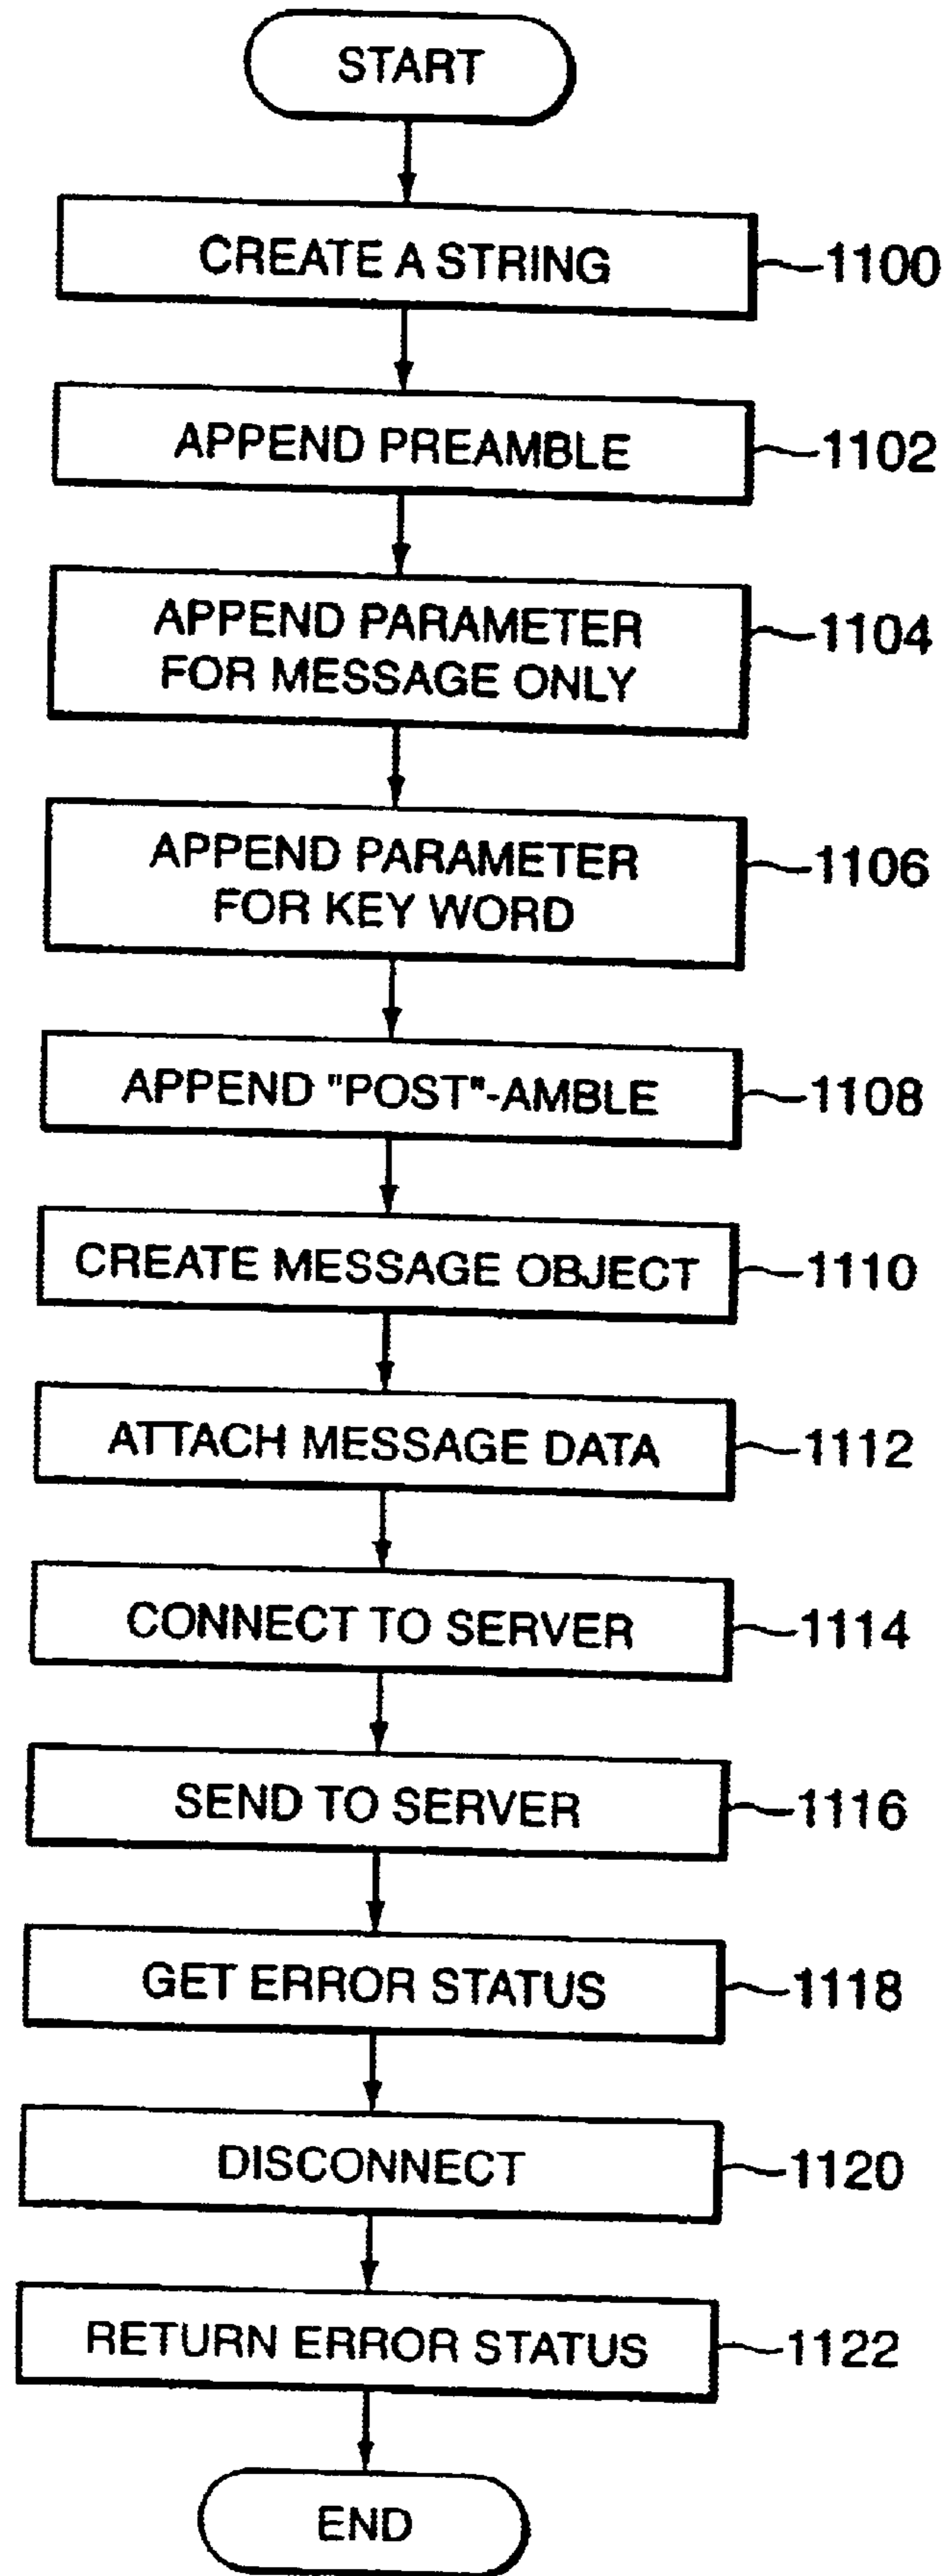 START
CREATE A STRING
1100
APPEND PREAMBLE
1102
APPEND PARAMETER
FOR MESSAGE ONLY
1104
APPEND PARAMETER
FOR KEY WORD
1106
APPEND "POST"-AMBLE
1108
CREATE MESSAGE OBJECT
1110
ATTACH MESSAGE DATA
1112
CONNECT TO SERVER
1114
SEND TO SERVER
1116
GET ERROR STATUS
1118
DISCONNECT
1120
RETURN ERROR STATUS
1122
END